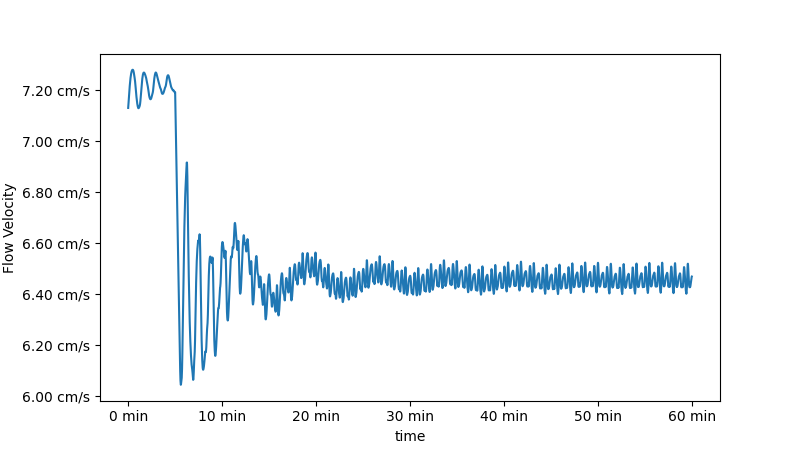 Flow Velocity
7.20 cm/s
7.00 cm/s
6.80 cm/s
6.60 cm/s
6.40 cm/s
6.20 cm/s
6.00 cm/s
0 min 10 min 20 min 30 min 40 min 50 min 60 min
time